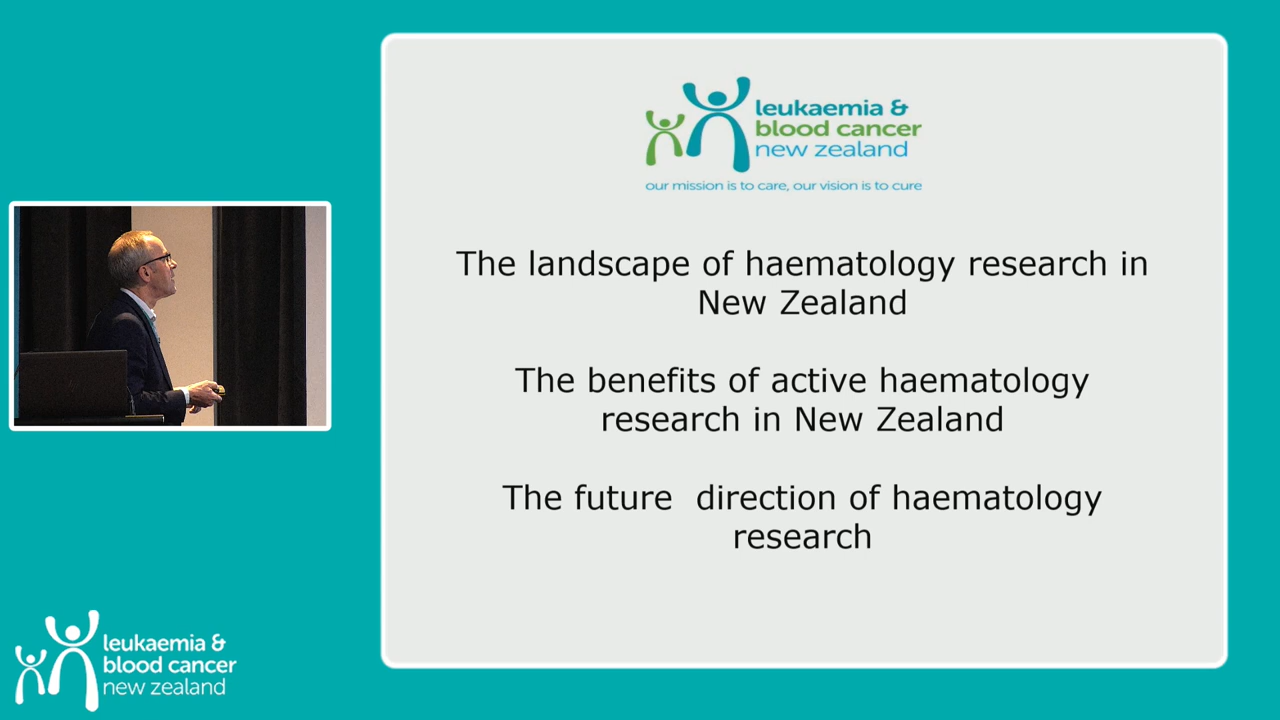 leukaemia &
blood cancer
new zealand
our mission is to care, our vision is to cure
The landscape of haematology research in
New Zealand
The benefits of active haematology
research in New Zealand
The future  direction of haematology
research
leukaemia &
blood cancer
new zealand